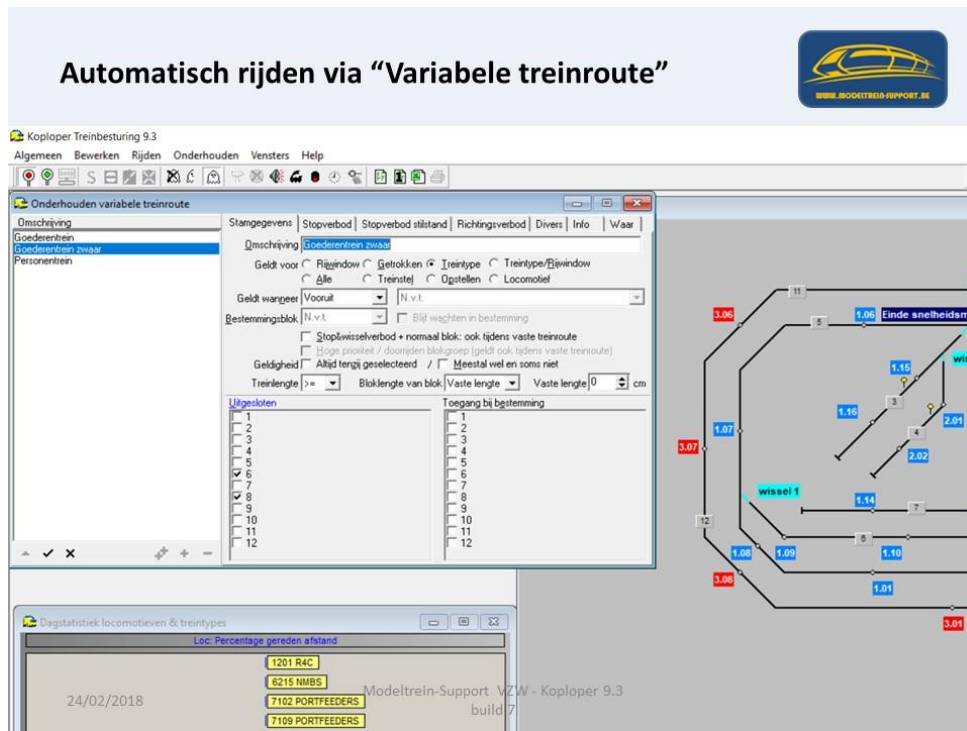 Automatisch rijden via “Variabele treinroute”
WWW.MODELTREIN-SUPPORT.BE
Koploper Treinbesturing 9.3
Algemeen Bewerken Rijden Onderhouden Vensters Help
Onderhouden variabele treinroute
Omschrijving
Goederentrein
Goederentrein zwaar
Personentrein
Stamgegevens Stopverbod Stopverbod stilstand Richtingsverbod Divers Info Waar
Omschrijving Goederentrein zwaar
Geldt voor Rijwindow Getrokken Treintype Treintype/Rijwindow
Alle Treinstel Opstellen Locomotief
Geldt wanneer Vooruit N.v.t.
Bestemmingsblok N.v.t. Blijf wachten in bestemming
Stop&wisselverbod + normaal blok: ook tijdens vaste treinroute
Hoge prioriteit / doorrijden blokgroep (geldt ook tijdens vaste treinroute)
Geldigheid Altijd tenzij geselecteerd / Meestal wel en soms niet
Treinlengte >= Bloklengte van blok Vaste lengte Vaste lengte 0 cm
Uitgesloten
1
2
3
4
5
6
7
8
9
10
11
12
Toegang bij bestemming
1
2
3
4
5
6
7
8
9
10
11
12
11
3.06
5
1.06 Einde snelheidsm
wis
1.15
3
1.16
2.01
4
1.07
2.02
3.07
wissel 1
1.14
7
12
6
1.08
1.09
1.10
3.08
1.01
3.01
Dagstatistiek locomotieven & treintypes
Loc: Percentage gereden afstand
1201 R4C
6215 NMBS
7102 PORTFEEDERS
7109 PORTFEEDERS
24/02/2018
Modeltrein-Support VZW - Koploper 9.3
build 7